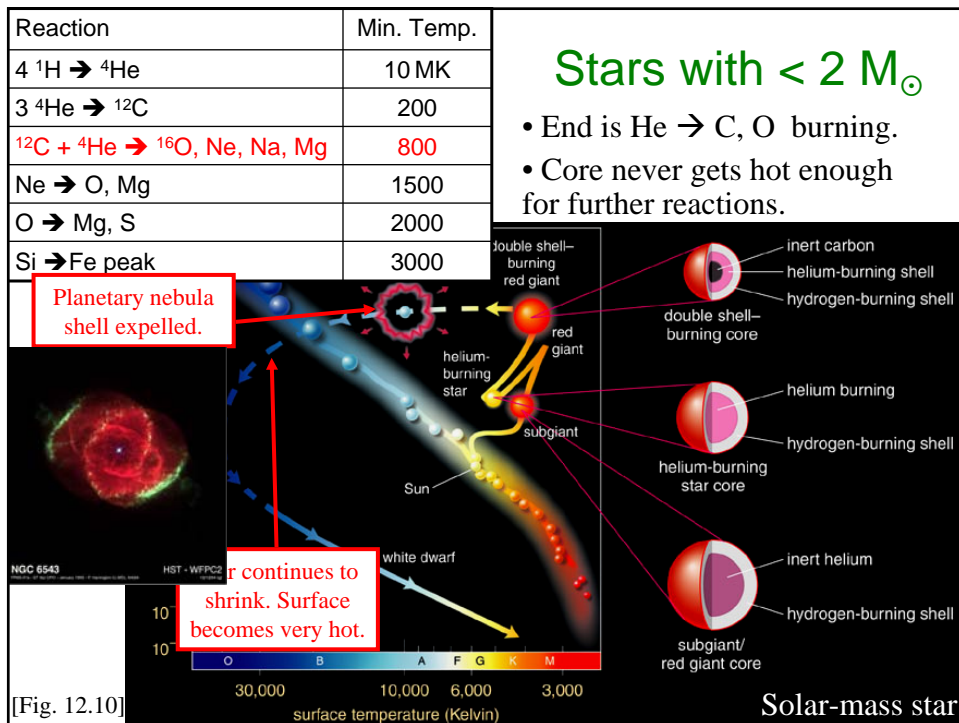 Reaction Min. Temp.
4 ¹H ➔ ⁴He 10 MK
3 ⁴He ➔ ¹²C 200
¹²C + ⁴He ➔ ¹⁶O, Ne, Na, Mg 800
Ne ➔ O, Mg 1500
O ➔ Mg, S 2000
Si ➔Fe peak 3000
Stars with < 2 M☉
• End is He → C, O burning.
• Core never gets hot enough
for further reactions.
Planetary nebula
shell expelled.
double shell–
burning
red giant
red
giant
helium-
burning
star
subgiant
Sun
white dwarf
inert carbon
helium-burning shell
hydrogen-burning shell
double shell–
burning core
helium burning
hydrogen-burning shell
helium-burning
star core
inert helium
hydrogen-burning shell
subgiant/
red giant core
NGC 6543 HST • WFPC2
continues to
shrink. Surface
becomes very hot.
10
10
O B A F G K M
30,000 10,000 6,000 3,000
surface temperature (Kelvin)
[Fig. 12.10]
Solar-mass star